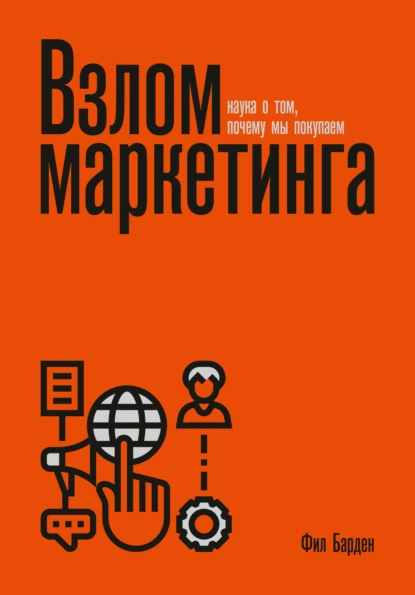 Взлом
наука о том,
почему мы покупаем
маркетинга
Фил Барден